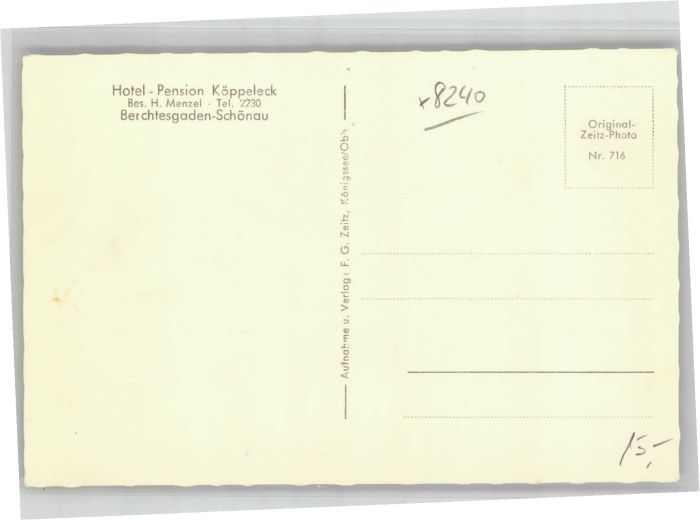 Hotel - Pension Köppeleck
Bes. H. Menzel - Tel. 2230
Berchtesgaden-Schönau
Aufnahme u. Verlag: F. G. Zeitz, Königssee/Obb
x8240
Original-
Zeitz-Photo
Nr. 716
15,-